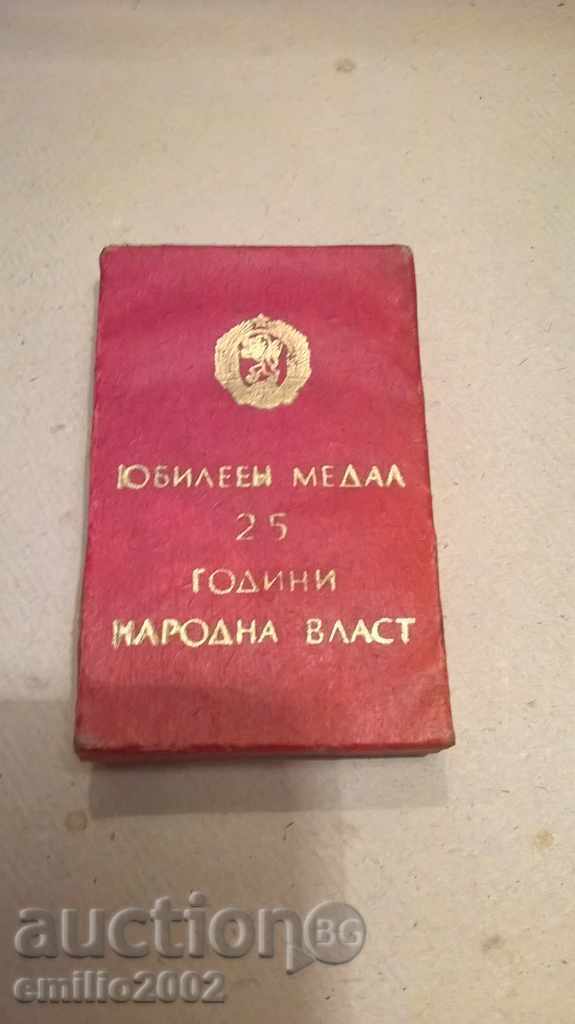 ЮБИЛЕЕН МЕДАЛ
25
ГОДИНИ
НАРОДНА ВЛАСТ
auction BG
emilio2002